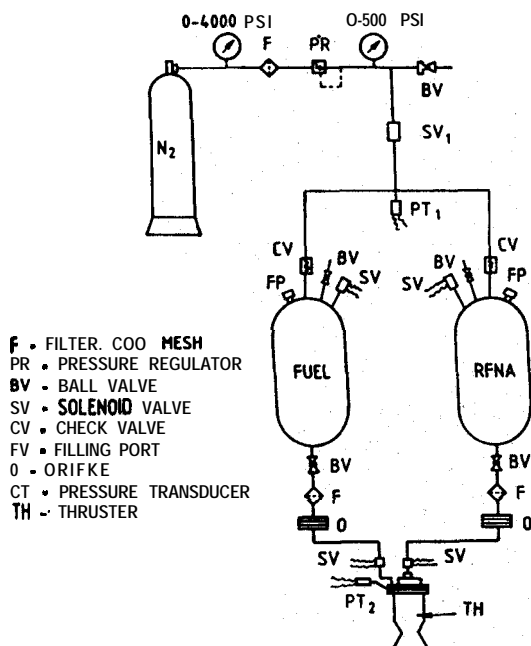 0-4000 PSI
F
PR
0-500 PSI
BV
N2
SV1
PT1
CV
BV
SV
FP
CV
BV
SV
FP
FUEL
RFNA
F • FILTER. COO MESH
PR • PRESSURE REGULATOR
BV • BALL VALVE
SV • SOLENOID VALVE
CV • CHECK VALVE
FV • FILLING PORT
0 - ORIFKE
CT • PRESSURE TRANSDUCER
TH - THRUSTER
BV
F
O
BV
F
O
SV
SV
PT2
TH